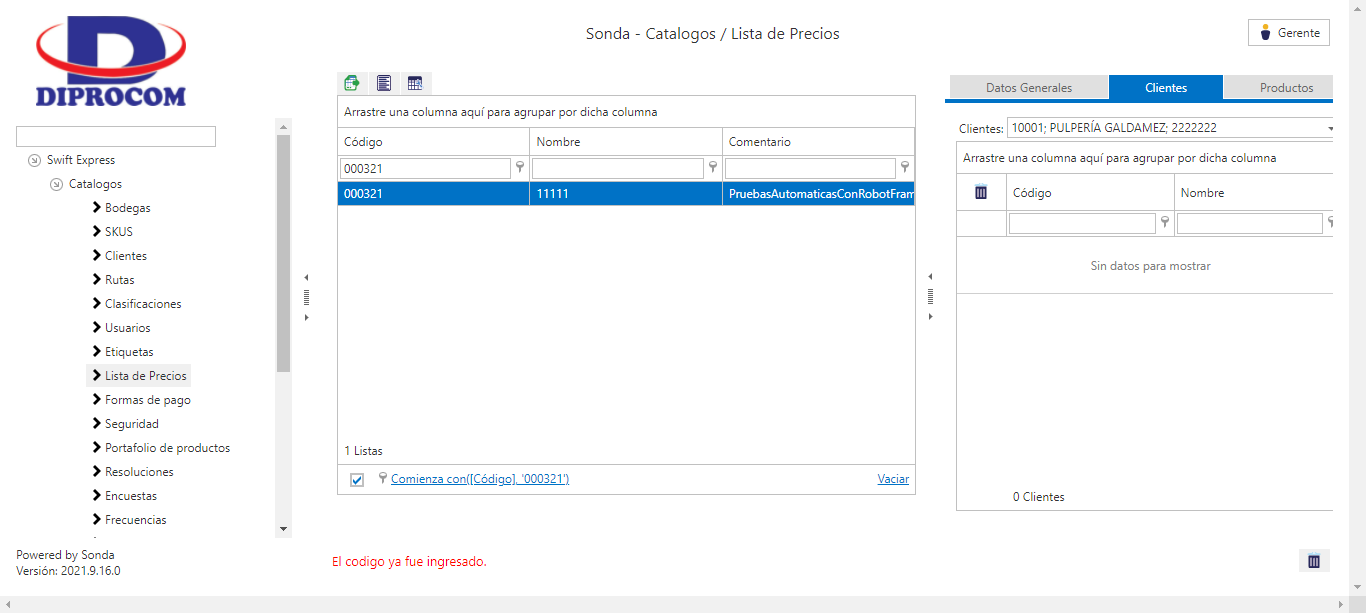 DIPROCOM
Sonda - Catalogos / Lista de Precios
Gerente
Swift Express
Catalogos
Bodegas
SKUS
Clientes
Rutas
Clasificaciones
Usuarios
Etiquetas
Lista de Precios
Formas de pago
Seguridad
Portafolio de productos
Resoluciones
Encuestas
Frecuencias
Powered by Sonda
Versión: 2021.9.16.0
Arrastre una columna aquí para agrupar por dicha columna
Código Nombre Comentario
000321
000321 11111 PruebasAutomaticasConRobotFram
1 Listas
Comienza con([Código], '000321') Vaciar
El codigo ya fue ingresado.
Datos Generales Clientes Productos
Clientes: 10001; PULPERÍA GALDAMEZ; 2222222
Arrastre una columna aquí para agrupar por dicha columna
Código Nombre
Sin datos para mostrar
0 Clientes